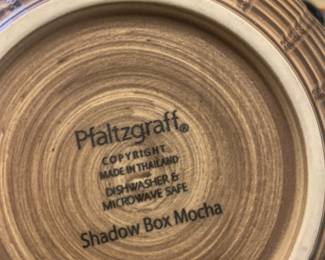 Pfaltzgraff®
COPYRIGHT
MADE IN THAILAND
DISHWASHER &
MICROWAVE SAFE
Shadow Box Mocha